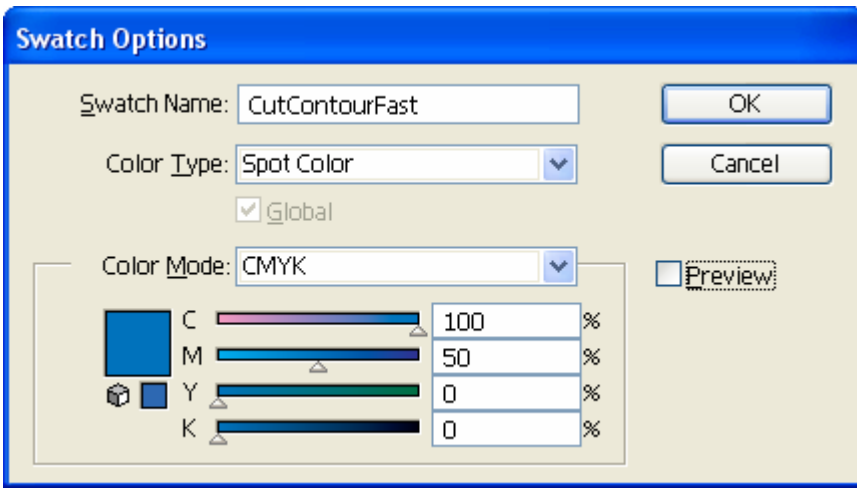 Swatch Options
Swatch Name: CutContourFast OK
Color Type: Spot Color Cancel
Global
Color Mode: CMYK Preview
C 100 %
M 50 %
Y 0 %
K 0 %